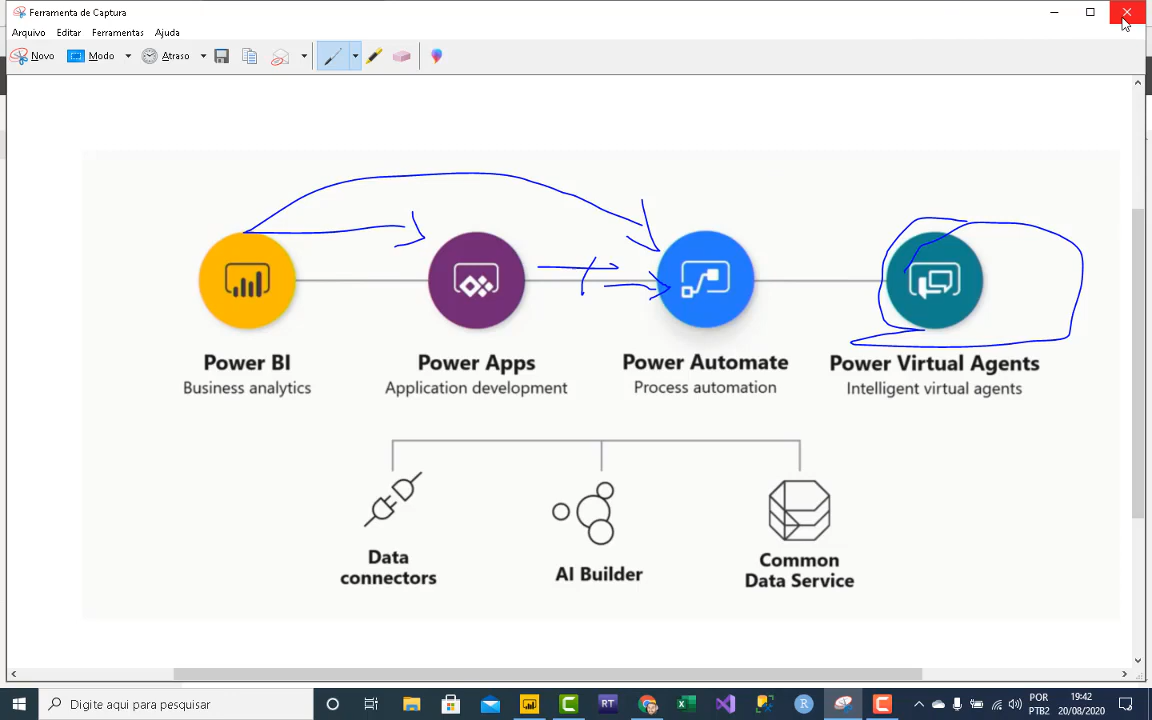 Ferramenta de Captura
Arquivo Editar Ferramentas Ajuda
Novo Modo Atraso
Power BI
Business analytics
Power Apps
Application development
Power Automate
Process automation
Power Virtual Agents
Intelligent virtual agents
Data
connectors
AI Builder
Common
Data Service
Digite aqui para pesquisar
RT
R
POR
PTB2
19:42
20/08/2020